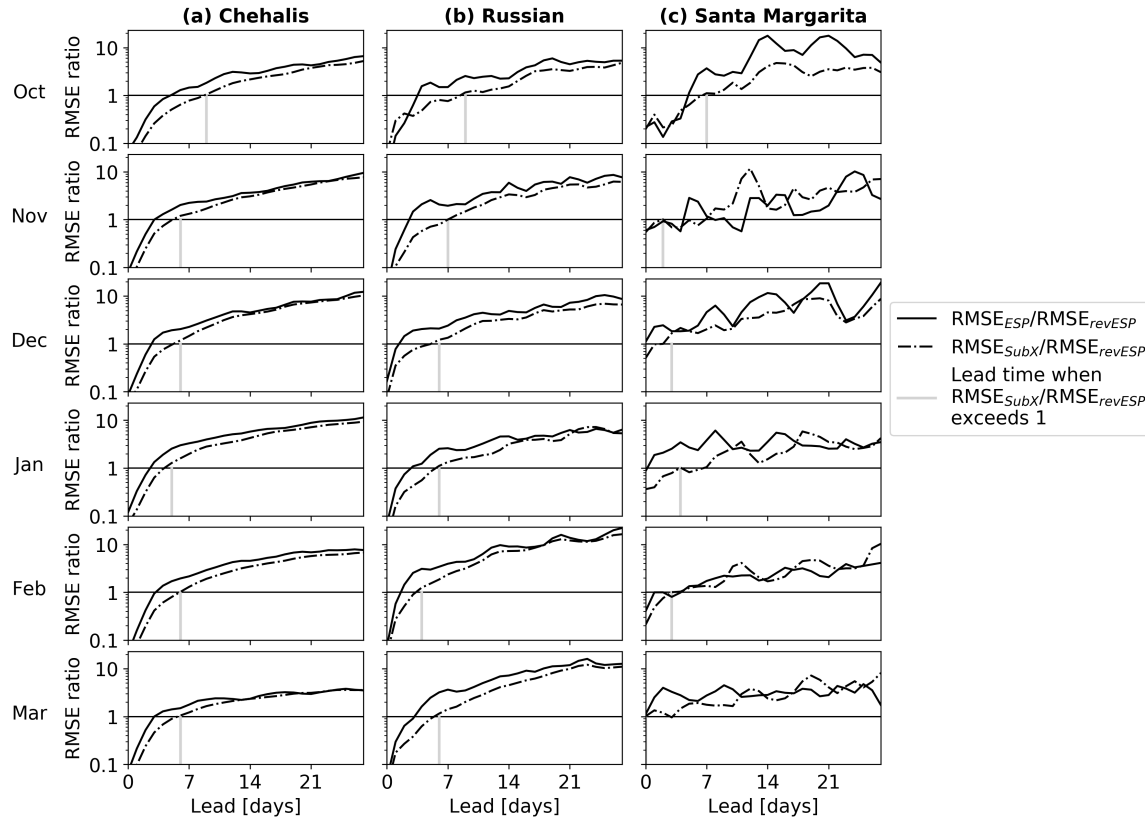 (a) Chehalis (b) Russian (c) Santa Margarita
Oct
RMSE ratio
10
1
0.1
Nov
RMSE ratio
10
1
0.1
Dec
RMSE ratio
10
1
0.1
Jan
RMSE ratio
10
1
0.1
Feb
RMSE ratio
10
1
0.1
Mar
RMSE ratio
10
1
0.1
0 7 14 21 0 7 14 21 0 7 14 21
Lead [days] Lead [days] Lead [days]
RMSE_ESP/RMSE_revESP
RMSE_SubX/RMSE_revESP
Lead time when
RMSE_SubX/RMSE_revESP
exceeds 1